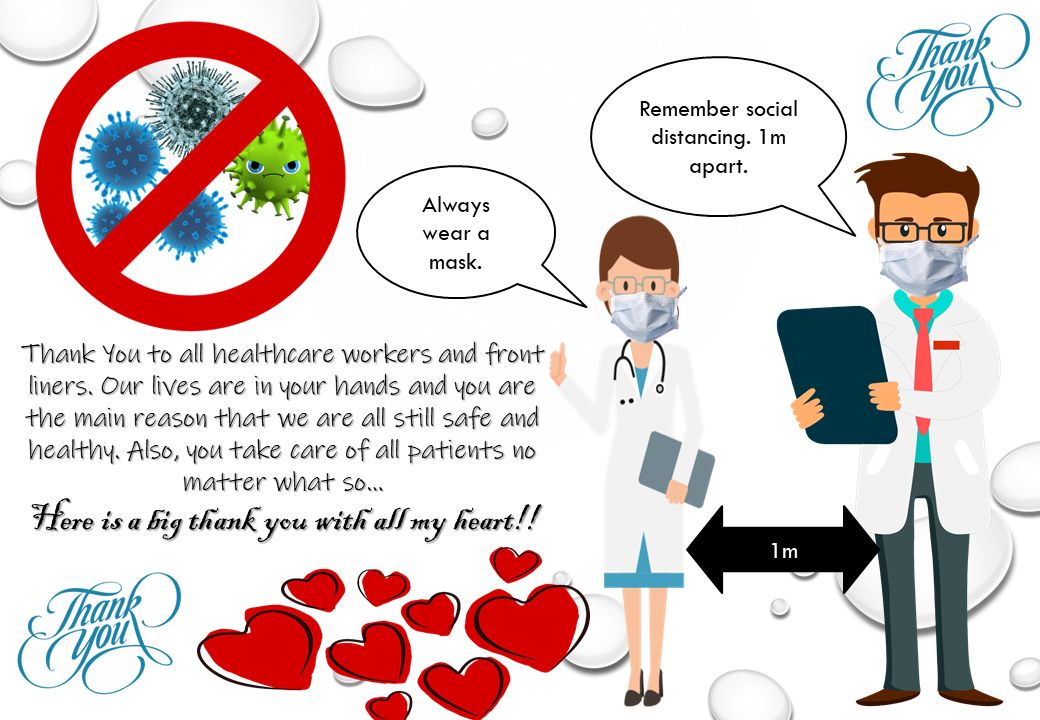 Thank
You
Remember social
distancing. 1m
apart.
Always
wear a
mask.
Thank You to all healthcare workers and front
liners. Our lives are in your hands and you are
the main reason that we are all still safe and
healthy. Also, you take care of all patients no
matter what so...
Here is a big thank you with all my heart!!
1m
Thank
You